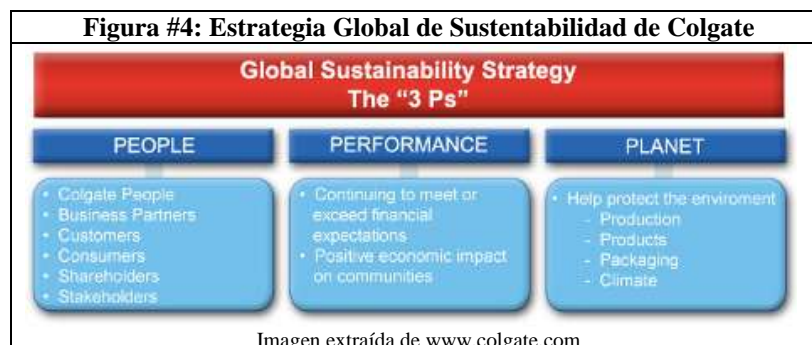 Figura #4: Estrategia Global de Sustentabilidad de Colgate
Global Sustainability Strategy
The “3 Ps”
PEOPLE
• Colgate People
• Business Partners
• Customers
• Consumers
• Shareholders
• Stakeholders
PERFORMANCE
• Continuing to meet or
exceed financial
expectations
• Positive economic impact
on communities
PLANET
• Help protect the enviroment
- Production
- Products
- Packaging
- Climate
Imagen extraída de www.colgate.com